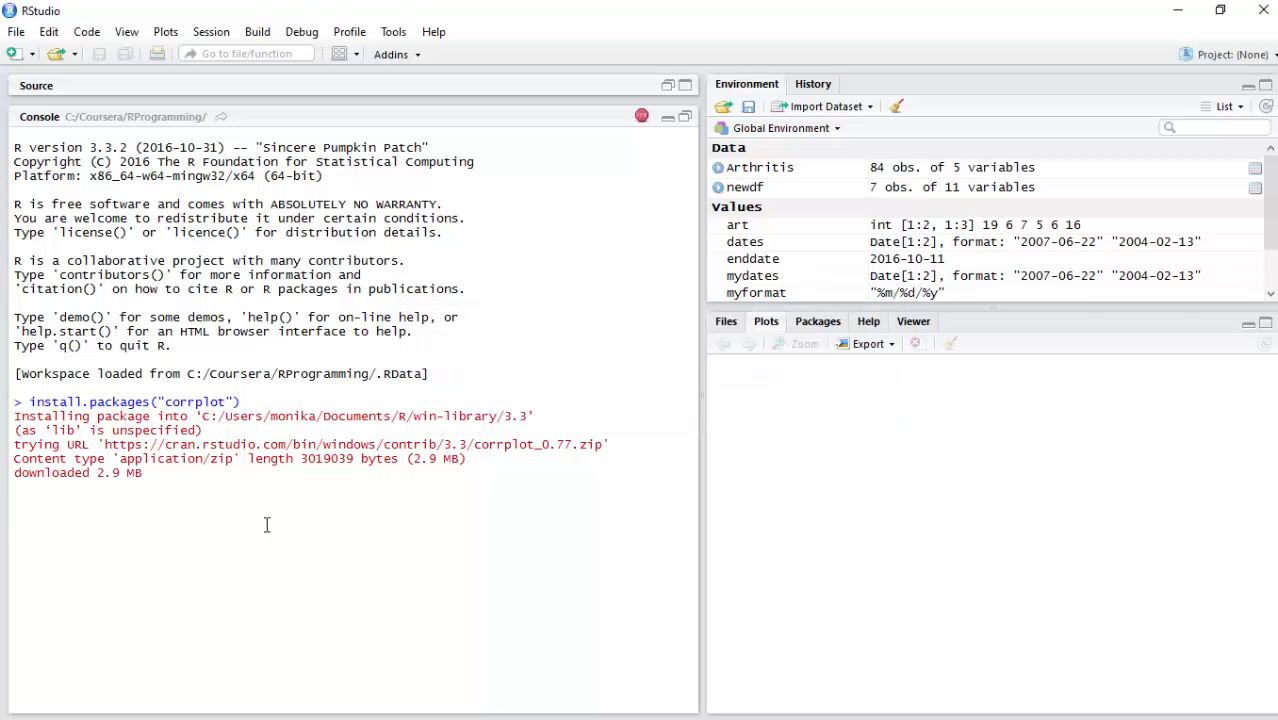 RStudio
File Edit Code View Plots Session Build Debug Profile Tools Help
Go to file/function Addins Project: (None)
Source
Console C:/Coursera/RProgramming/
STOP
R version 3.3.2 (2016-10-31) -- "Sincere Pumpkin Patch"
Copyright (C) 2016 The R Foundation for Statistical Computing
Platform: x86_64-w64-mingw32/x64 (64-bit)
R is free software and comes with ABSOLUTELY NO WARRANTY.
You are welcome to redistribute it under certain conditions.
Type 'license()' or 'licence()' for distribution details.
R is a collaborative project with many contributors.
Type 'contributors()' for more information and
'citation()' on how to cite R or R packages in publications.
Type 'demo()' for some demos, 'help()' for on-line help, or
'help.start()' for an HTML browser interface to help.
Type 'q()' to quit R.
[Workspace loaded from C:/Coursera/RProgramming/.RData]
> install.packages("corrplot")
Installing package into ‘C:/Users/monika/Documents/R/win-library/3.3’
(as ‘lib’ is unspecified)
trying URL 'https://cran.rstudio.com/bin/windows/contrib/3.3/corrplot_0.77.zip'
Content type 'application/zip' length 3019039 bytes (2.9 MB)
downloaded 2.9 MB
Environment History
Import Dataset List
Global Environment
Data
Arthritis 84 obs. of 5 variables
newdf 7 obs. of 11 variables
Values
art int [1:2, 1:3] 19 6 7 5 6 16
dates Date[1:2], format: "2007-06-22" "2004-02-13"
enddate 2016-10-11
mydates Date[1:2], format: "2007-06-22" "2004-02-13"
myformat "%m/%d/%y"
Files Plots Packages Help Viewer
Zoom Export